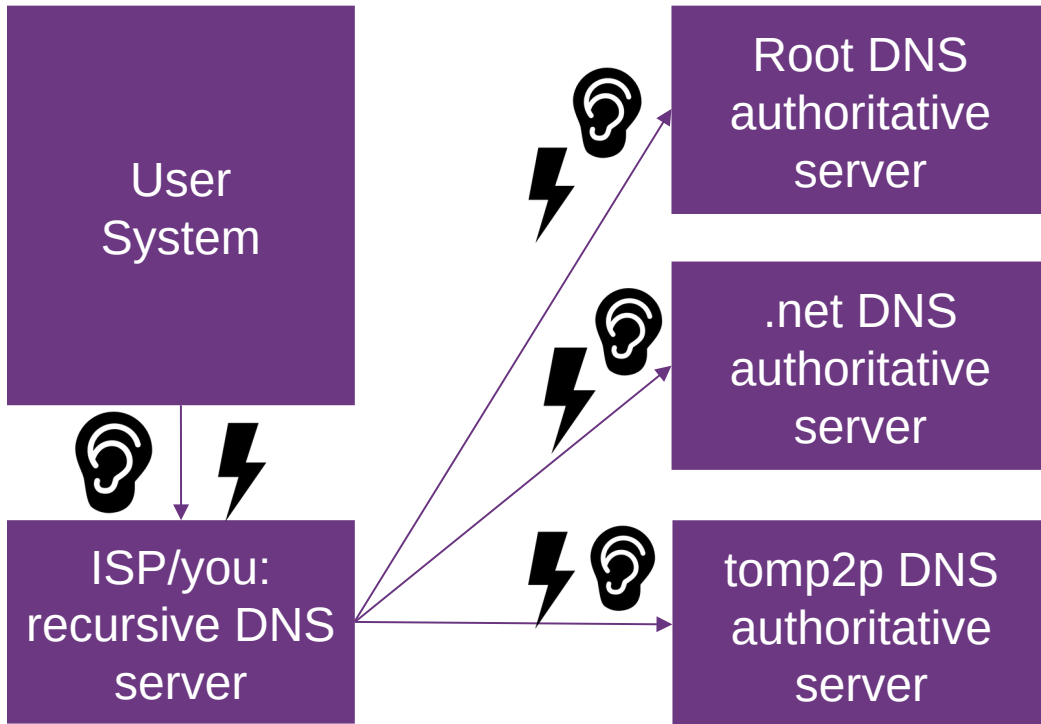 User
System
ISP/you:
recursive DNS
server
Root DNS
authoritative
server
.net DNS
authoritative
server
tomp2p DNS
authoritative
server